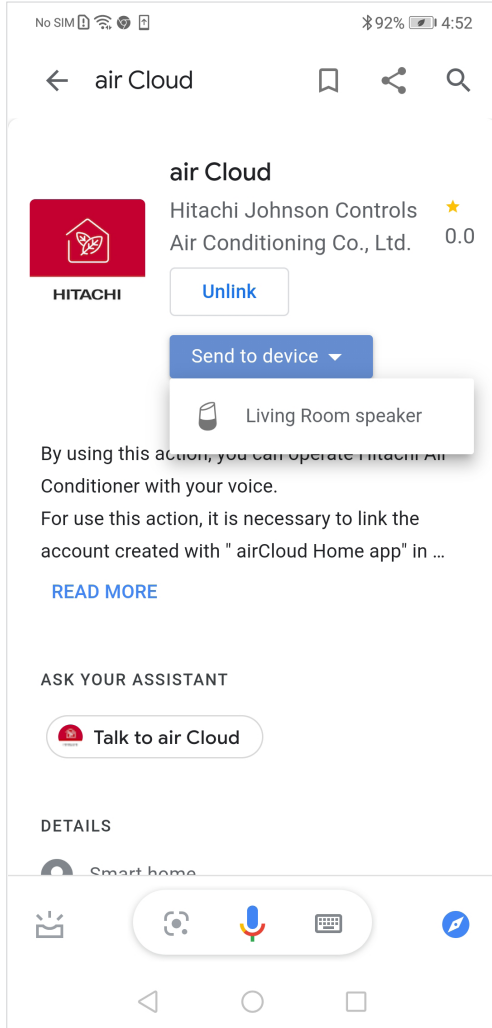 No SIM 92% 4:52
air Cloud
air Cloud
Hitachi Johnson Controls
Air Conditioning Co., Ltd.
0.0
HITACHI
Unlink
Send to device
Living Room speaker
By using this action, you can operate Hitachi Air
Conditioner with your voice.
For use this action, it is necessary to link the
account created with " airCloud Home app" in ...
READ MORE
ASK YOUR ASSISTANT
Talk to air Cloud
DETAILS
Smart home